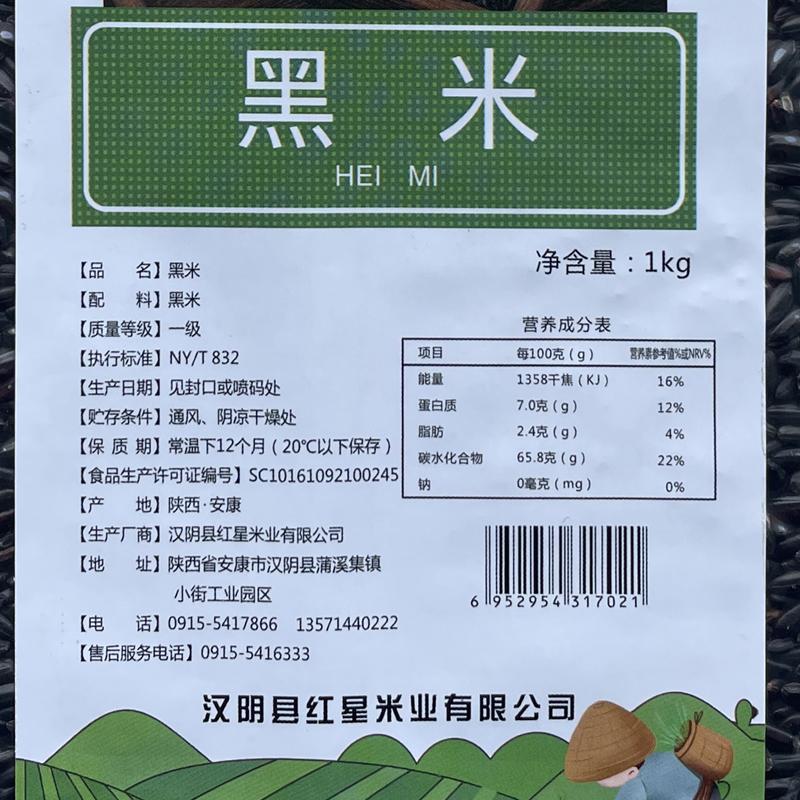 黑米
HEI MI
净含量：1kg
【品 名】黑米
【配 料】黑米
【质量等级】一级
【执行标准】NY/T 832
【生产日期】见封口或喷码处
【贮存条件】通风、阴凉干燥处
【保 质 期】常温下12个月（20℃以下保存）
【食品生产许可证编号】SC10161092100245
【产 地】陕西·安康
【生产厂商】汉阴县红星米业有限公司
【地 址】陕西省安康市汉阴县蒲溪集镇
小街工业园区
【电 话】0915-5417866 13571440222
【售后服务电话】0915-5416333
营养成分表
项目 每100克（g） 营养素参考值%或NRV%
能量 1358千焦（KJ） 16%
蛋白质 7.0克（g） 12%
脂肪 2.4克（g） 4%
碳水化合物 65.8克（g） 22%
钠 0毫克（mg） 0%
6 952954 317021
汉阴县红星米业有限公司